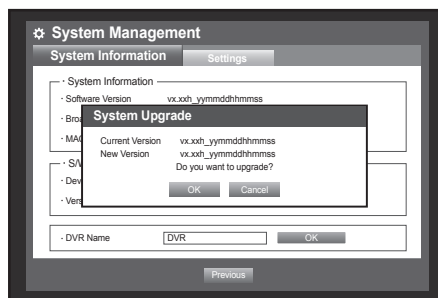 System Management
System Information Settings
· System Information
· Software Version vx.xxh_yymmddhhmmss
· Broa
· MAC
System Upgrade
Current Version vx.xxh_yymmddhhmmss
New Version vx.xxh_yymmddhhmmss
Do you want to upgrade?
OK Cancel
· S/
· Dev
· Vers
· DVR Name DVR OK
Previous